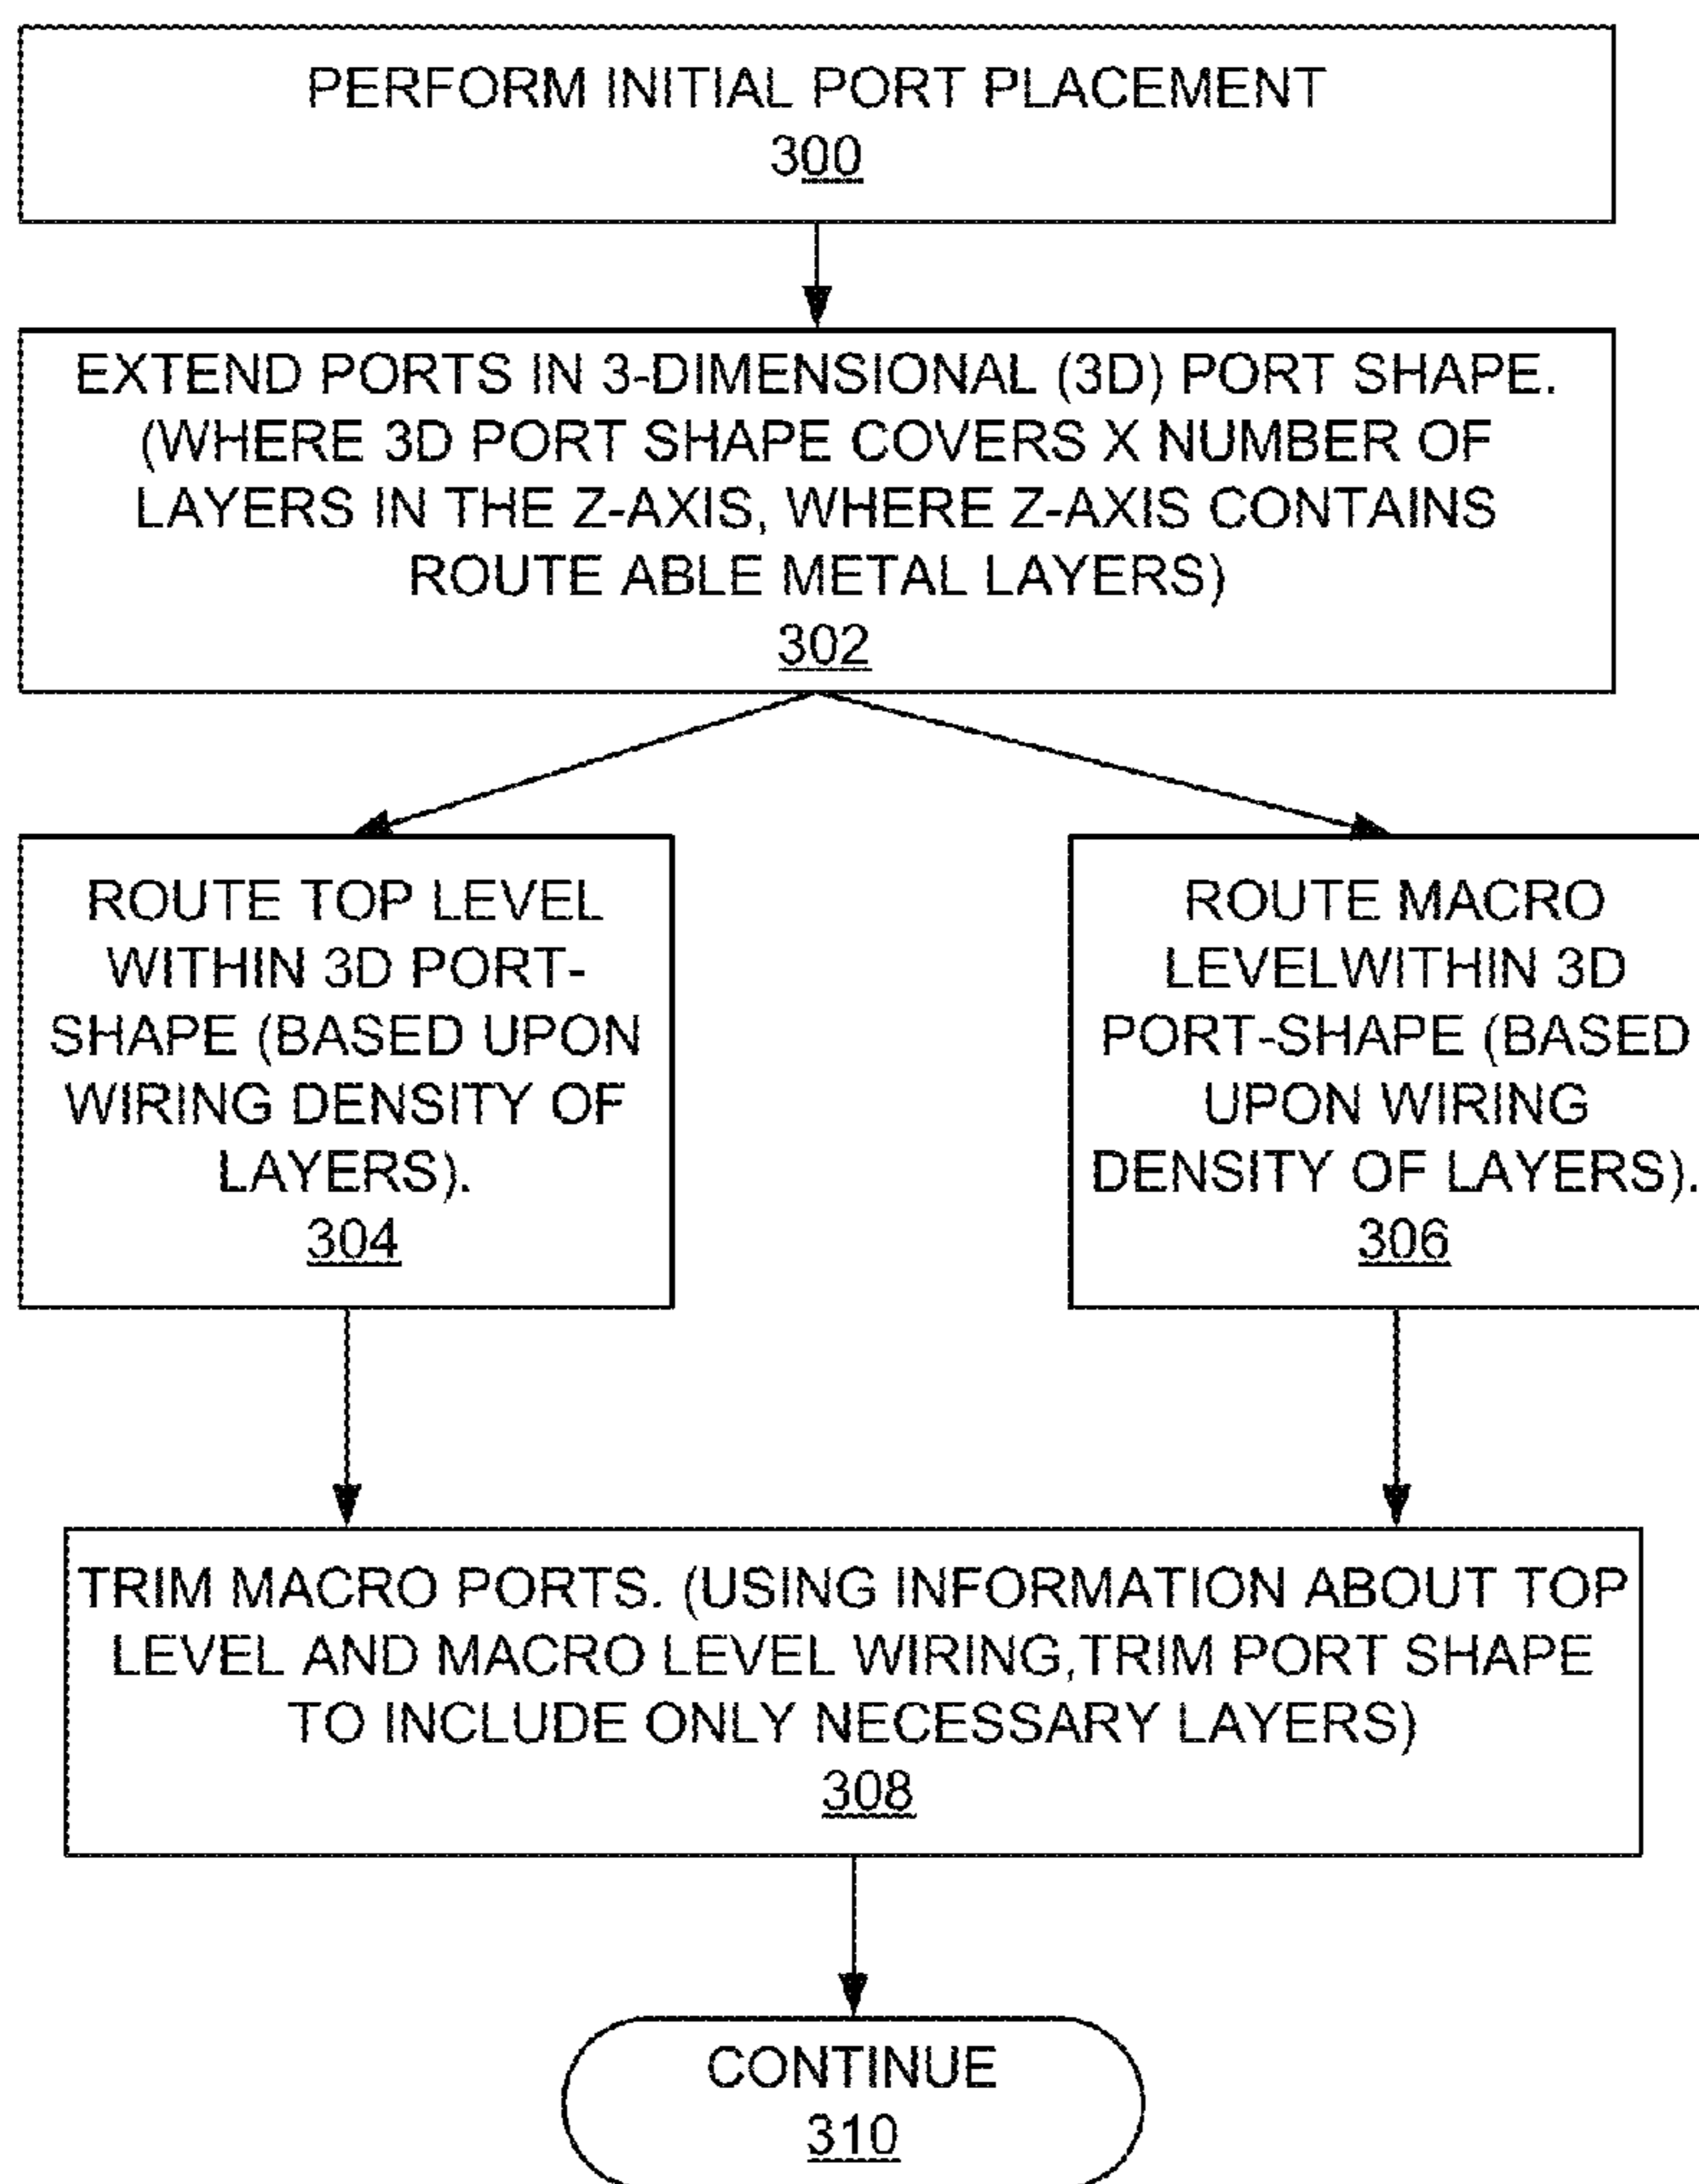 PERFORM INITIAL PORT PLACEMENT
300
EXTEND PORTS IN 3-DIMENSIONAL (3D) PORT SHAPE.
(WHERE 3D PORT SHAPE COVERS X NUMBER OF
LAYERS IN THE Z-AXIS, WHERE Z-AXIS CONTAINS
ROUTE ABLE METAL LAYERS)
302
ROUTE TOP LEVEL
WITHIN 3D PORT-
SHAPE (BASED UPON
WIRING DENSITY OF
LAYERS).
304
ROUTE MACRO
LEVELWITHIN 3D
PORT-SHAPE (BASED
UPON WIRING
DENSITY OF LAYERS).
306
TRIM MACRO PORTS. (USING INFORMATION ABOUT TOP
LEVEL AND MACRO LEVEL WIRING,TRIM PORT SHAPE
TO INCLUDE ONLY NECESSARY LAYERS)
308
CONTINUE
310